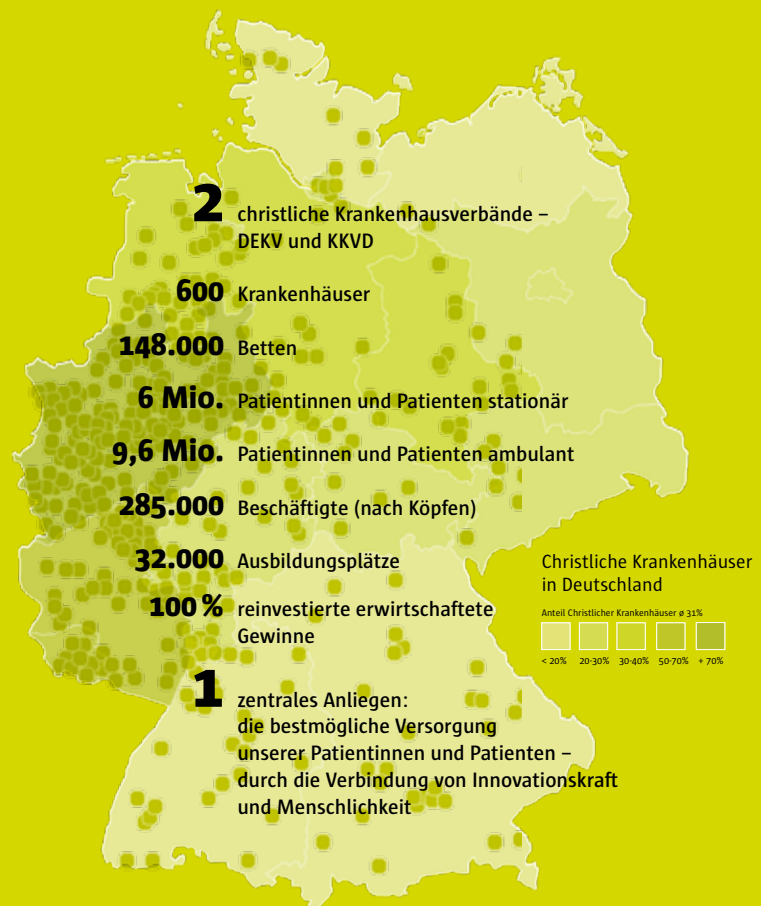 2 christliche Krankenhausverbände –
DEKV und KKVD
600 Krankenhäuser
148.000 Betten
6 Mio. Patientinnen und Patienten stationär
9,6 Mio. Patientinnen und Patienten ambulant
285.000 Beschäftigte (nach Köpfen)
32.000 Ausbildungsplätze
100 % reinvestierte erwirtschaftete
Gewinne
1 zentrales Anliegen:
die bestmögliche Versorgung
unserer Patientinnen und Patienten –
durch die Verbindung von Innovationskraft
und Menschlichkeit
Christliche Krankenhäuser
in Deutschland
Anteil Christlicher Krankenhäuser ø 31%
< 20% 20-30% 30-40% 50-70% + 70%